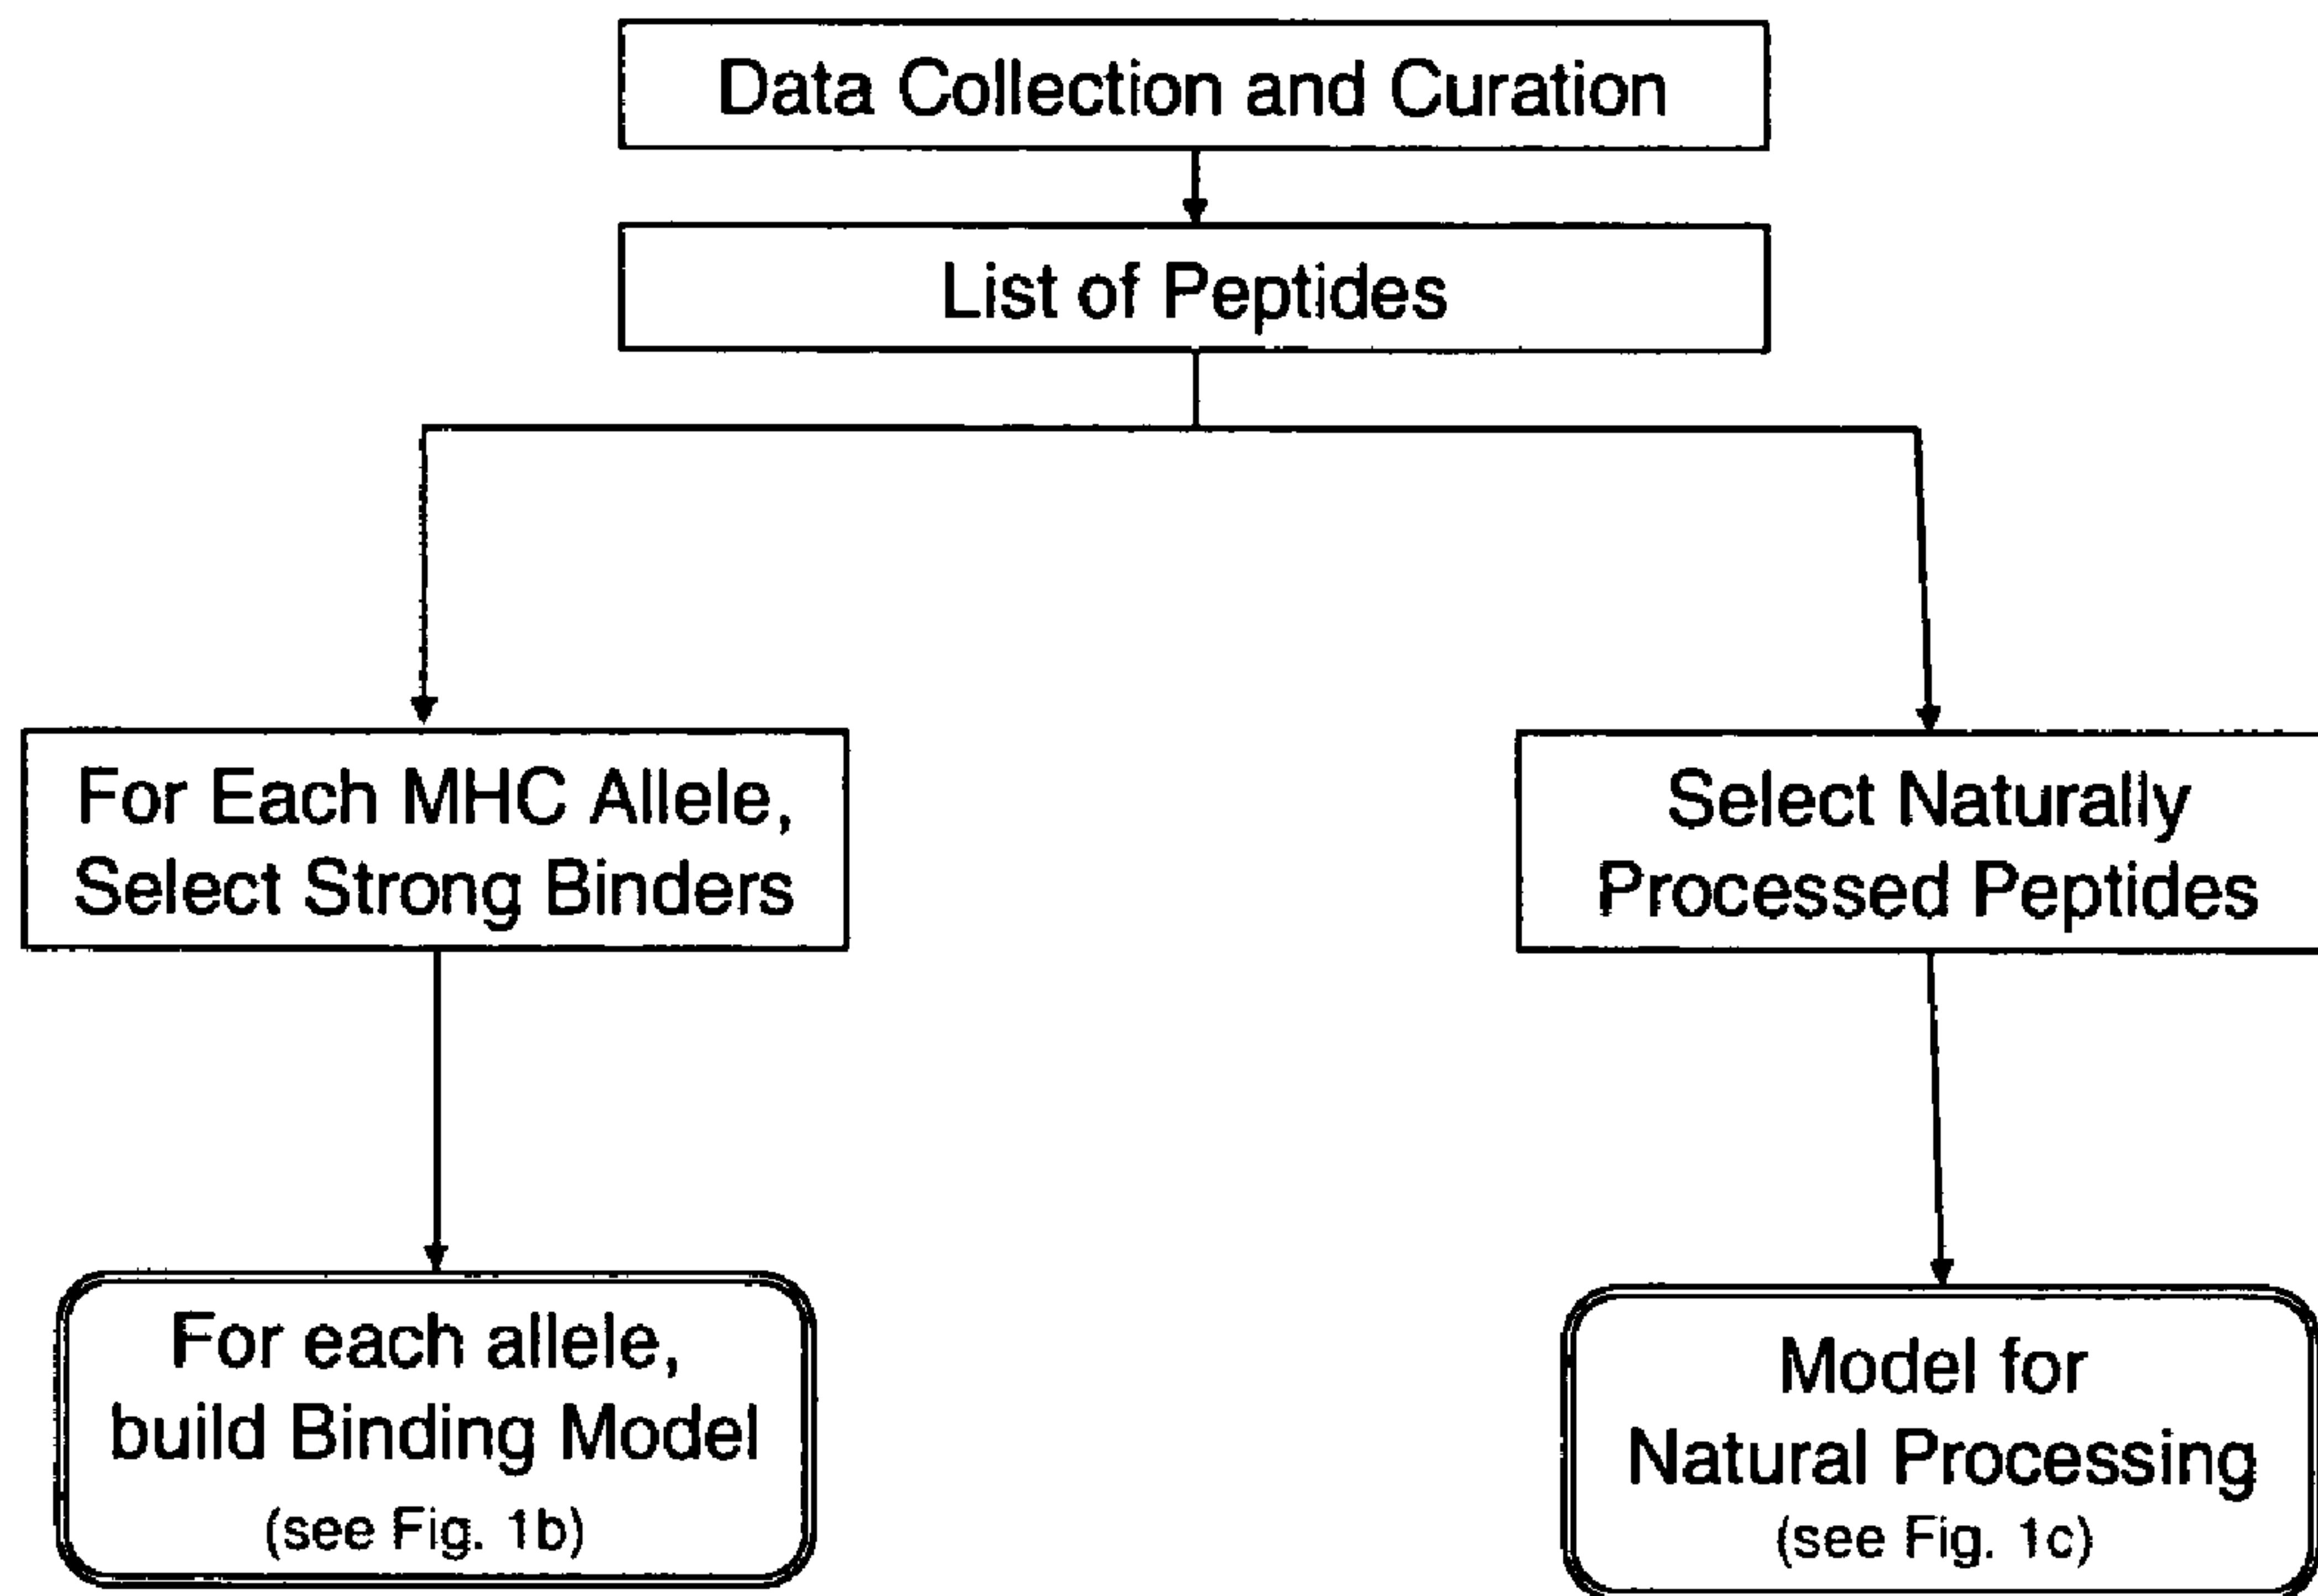 Data Collection and Curation
List of Peptides
For Each MHC Allele,
Select Strong Binders
Select Naturally
Processed Peptides
For each allele,
build Binding Model
(see Fig. 1b)
Model for
Natural Processing
(see Fig. 1c)